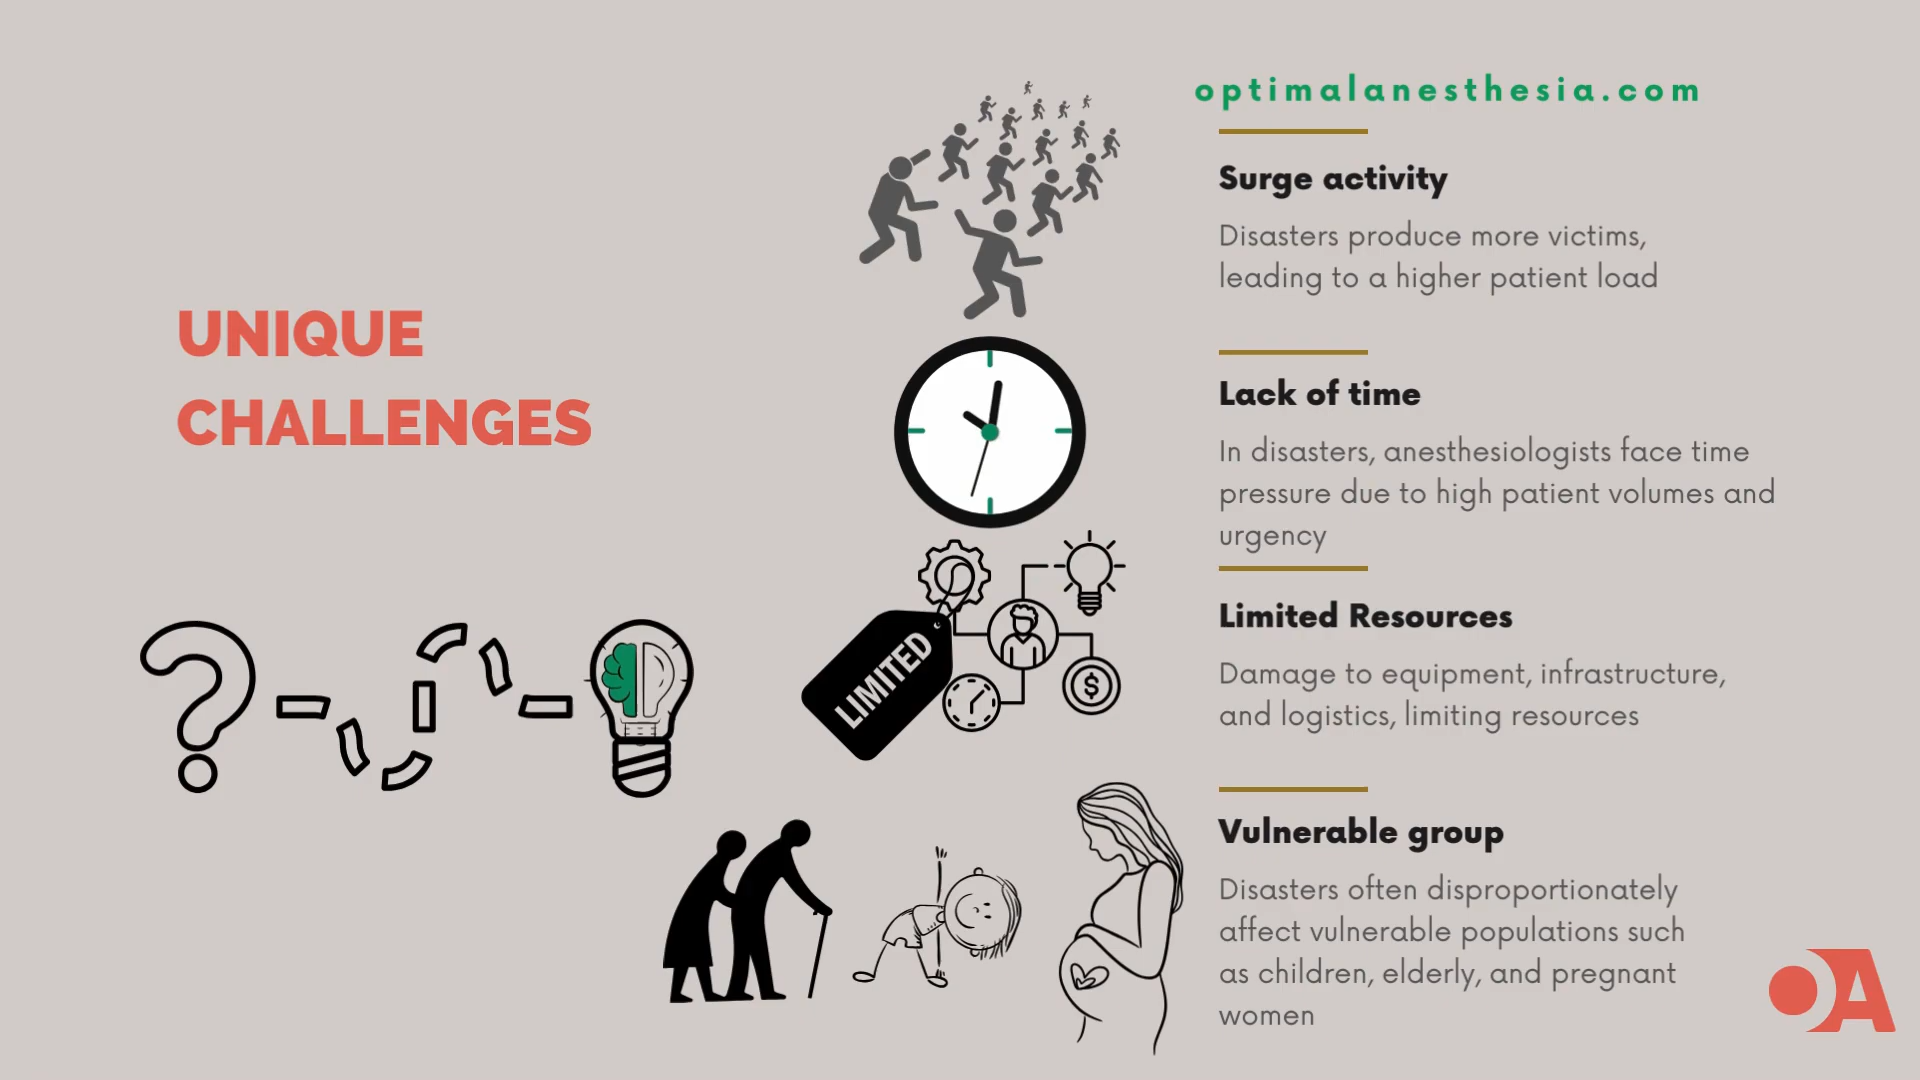 optimalanesthesia.com
UNIQUE
CHALLENGES
Surge activity
Disasters produce more victims,
leading to a higher patient load
Lack of time
In disasters, anesthesiologists face time
pressure due to high patient volumes and
urgency
LIMITED
$
Limited Resources
Damage to equipment, infrastructure,
and logistics, limiting resources
Vulnerable group
Disasters often disproportionately
affect vulnerable populations such
as children, elderly, and pregnant
women
OA